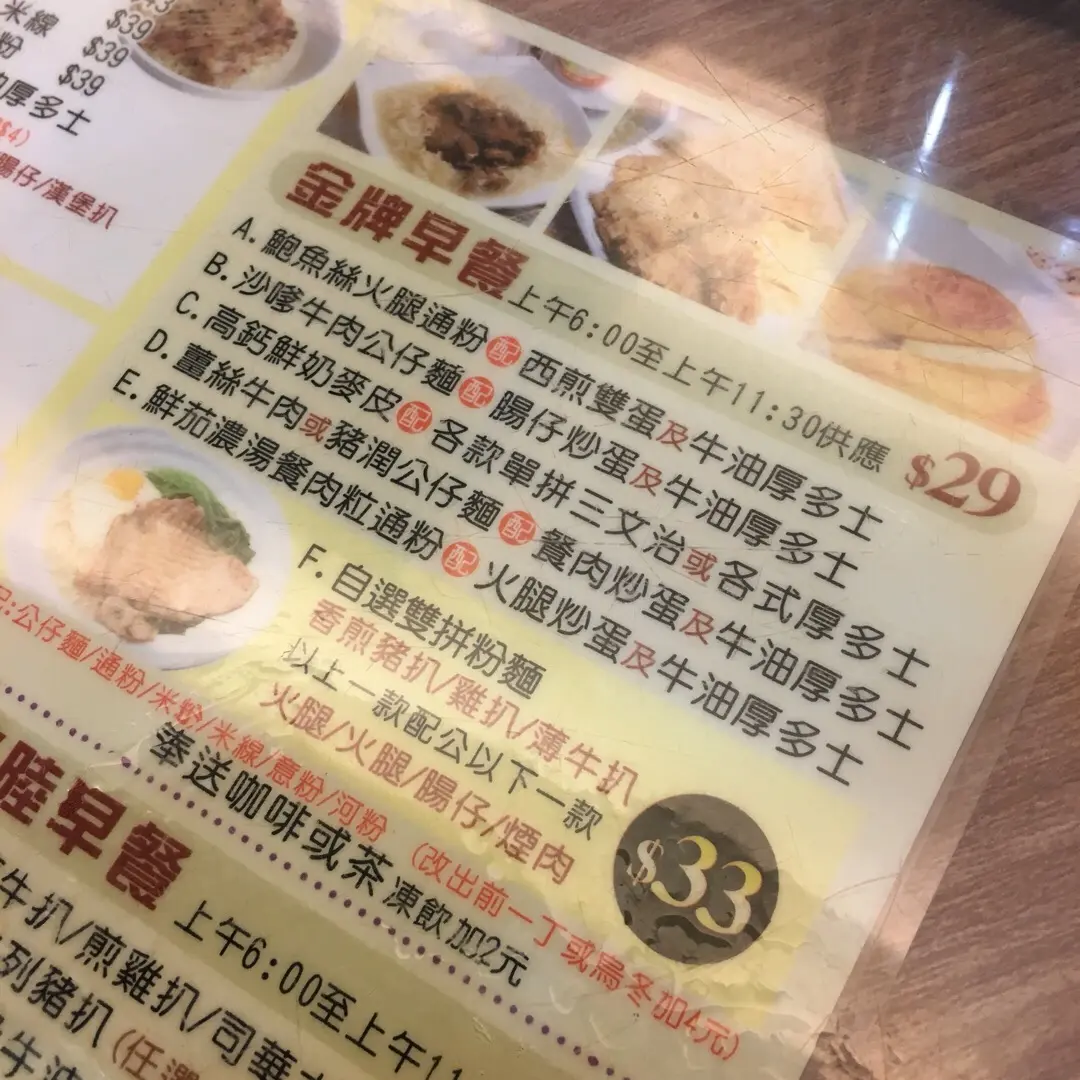 米線 $39
粉 $39
$39
厚多士
腸仔/漢堡扒
金牌早餐 上午6:00至上午11:30供應 $29
A. 鮑魚絲火腿通粉 配 西煎雙蛋及牛油厚多士
B. 沙嗲牛肉公仔麵 配 腸仔炒蛋及牛油厚多士
C. 高鈣鮮奶麥皮 配 各款單拼三文治或各式厚多士
D. 薑絲牛肉或豬潤公仔麵 配 餐肉炒蛋及牛油厚多士
E. 鮮茄濃湯餐肉粒通粉 配 火腿炒蛋及牛油厚多士
F. 自選雙拼粉麵
香煎豬扒/雞扒/薄牛扒
以上一款配公以下一款
火腿/火腿/腸仔/煙肉
$33
配:公仔麵/通粉/米粉/米線/意粉/河粉 (改出前一丁或烏冬加4元)
奉送咖啡或茶 凍飲加2元
陸早餐 上午6:00至上午11
牛扒/煎雞扒/司華
列豬扒 (任選
牛油